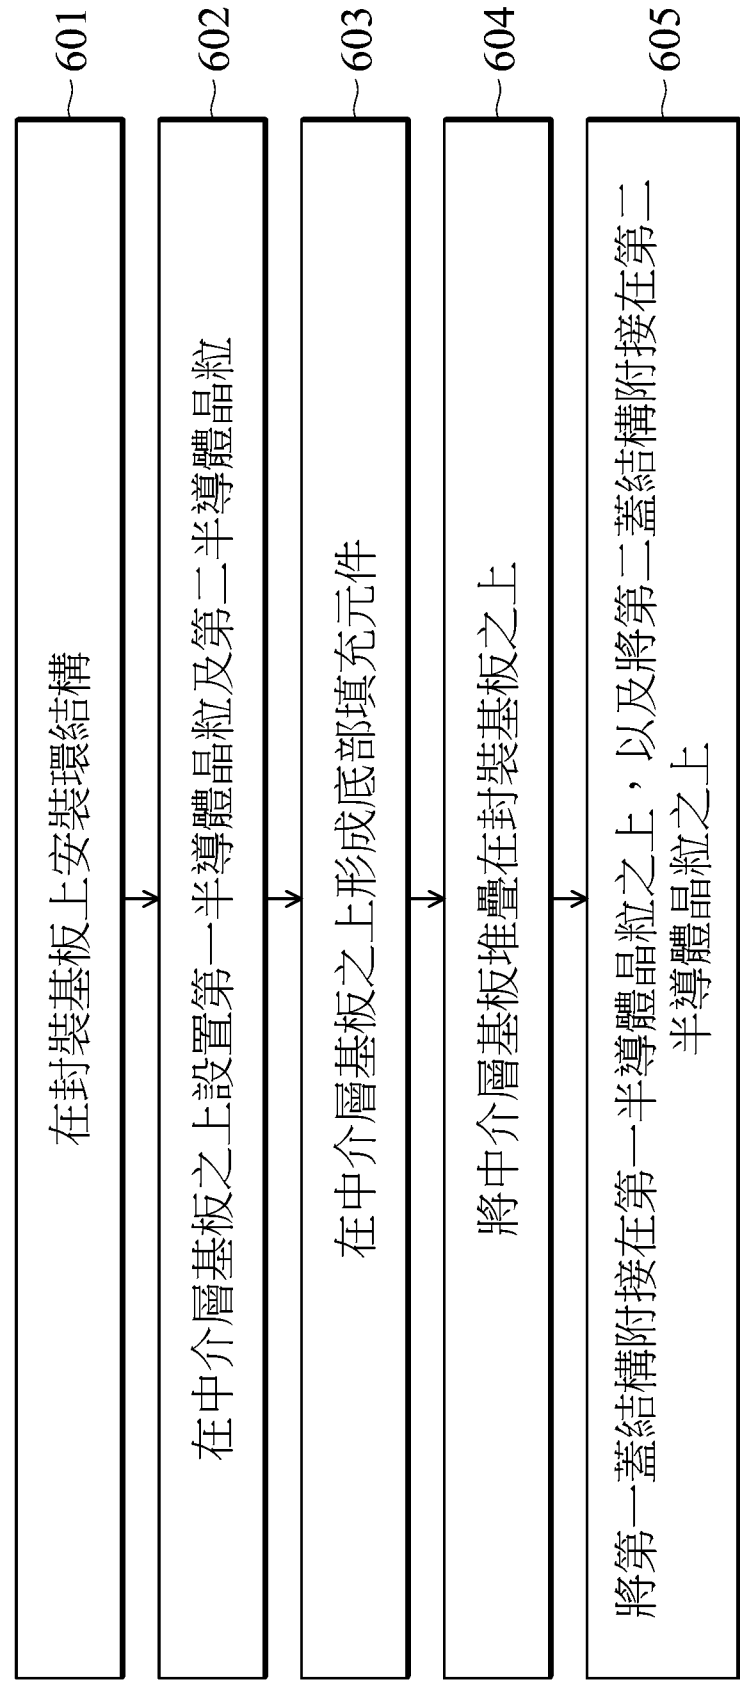 在封裝基板上安裝環結構
601
在中介層基板之上設置第一半導體晶粒及第二半導體晶粒
602
在中介層基板之上形成底部填充元件
603
將中介層基板堆疊在封裝基板之上
604
將第一蓋結構附接在第一半導體晶粒之上，以及將第二蓋結構附接在第二
半導體晶粒之上
605